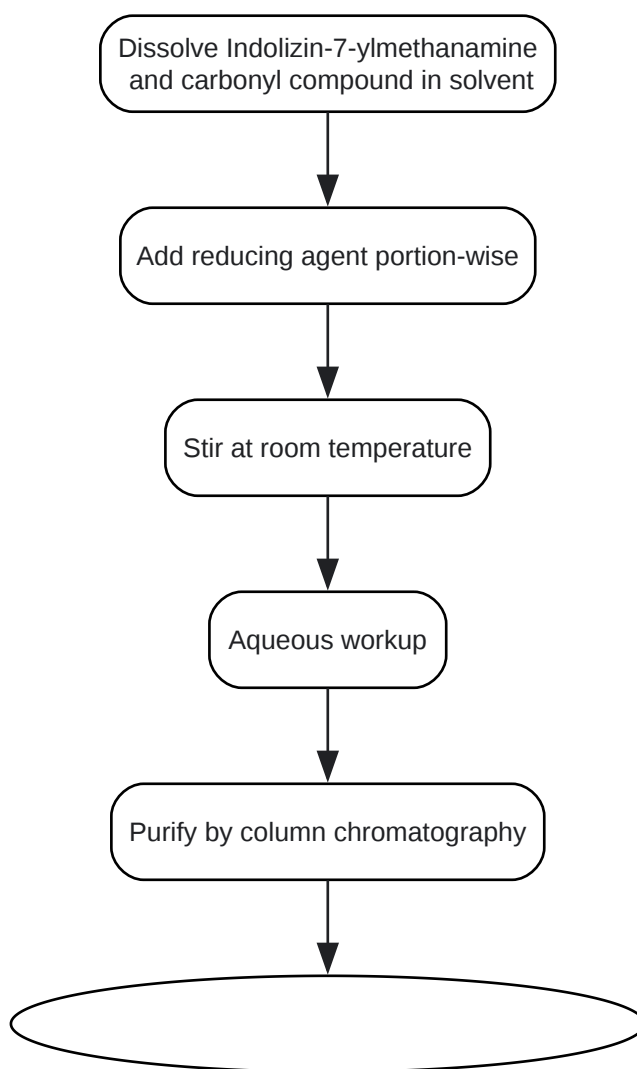 Dissolve Indolizin-7-ylmethanamine
and carbonyl compound in solvent
Add reducing agent portion-wise
Stir at room temperature
Aqueous workup
Purify by column chromatography